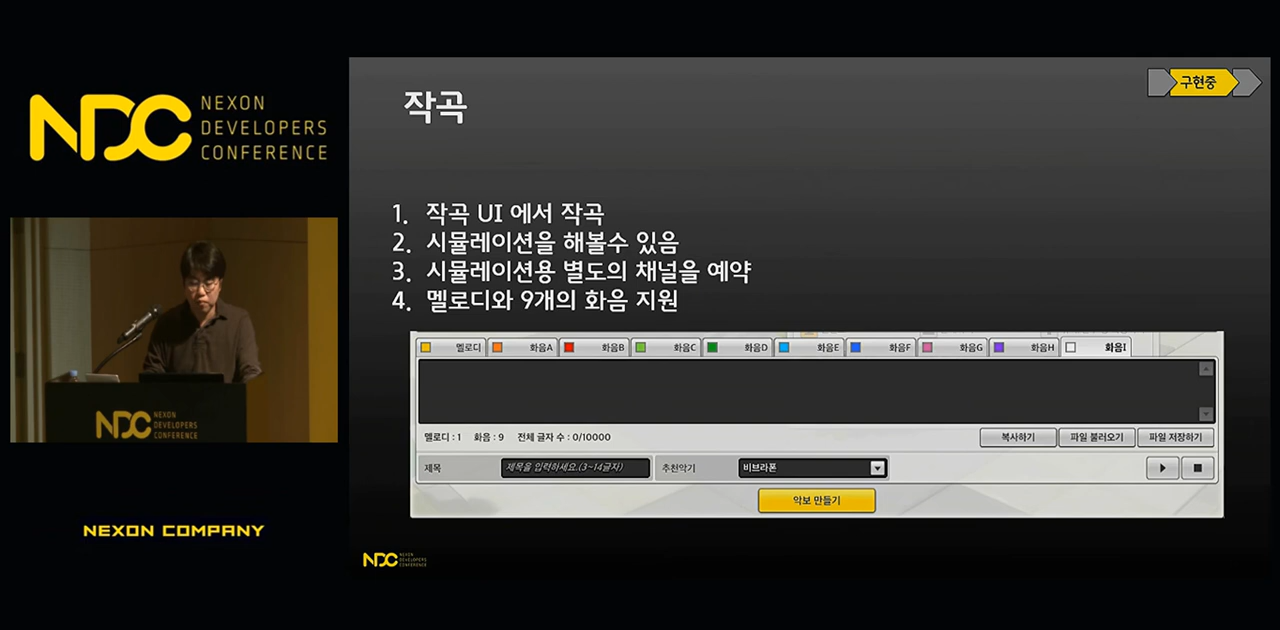 NDC NEXON
DEVELOPERS
CONFERENCE
NDC NEXON
DEVELOPERS
CONFERENCE
NEXON COMPANY
구현중
작곡
1. 작곡 UI 에서 작곡
2. 시뮬레이션을 해볼수 있음
3. 시뮬레이션용 별도의 채널을 예약
4. 멜로디와 9개의 화음 지원
멜로디 화음A 화음B 화음C 화음D 화음E 화음F 화음G 화음H 화음I
멜로디 : 1 화음 : 9 전체 글자 수 : 0/10000 복사하기 파일 불러오기 파일 저장하기
제목 제목을 입력하세요.(3~14글자) 추천악기 비브라폰
악보 만들기
NDC NEXON
DEVELOPERS
CONFERENCE